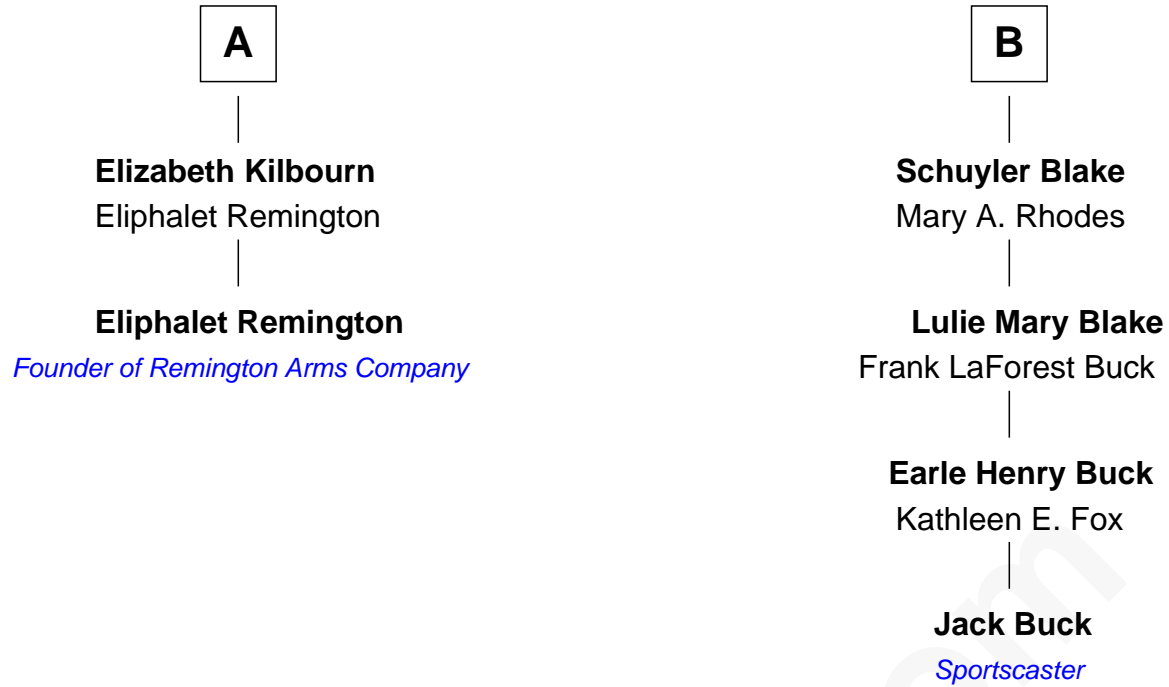 A
Elizabeth Kilbourn
Eliphalet Remington
Eliphalet Remington
Founder of Remington Arms Company
B
Schuyler Blake
Mary A. Rhodes
Lulie Mary Blake
Frank LaForest Buck
Earle Henry Buck
Kathleen E. Fox
Jack Buck
Sportscaster